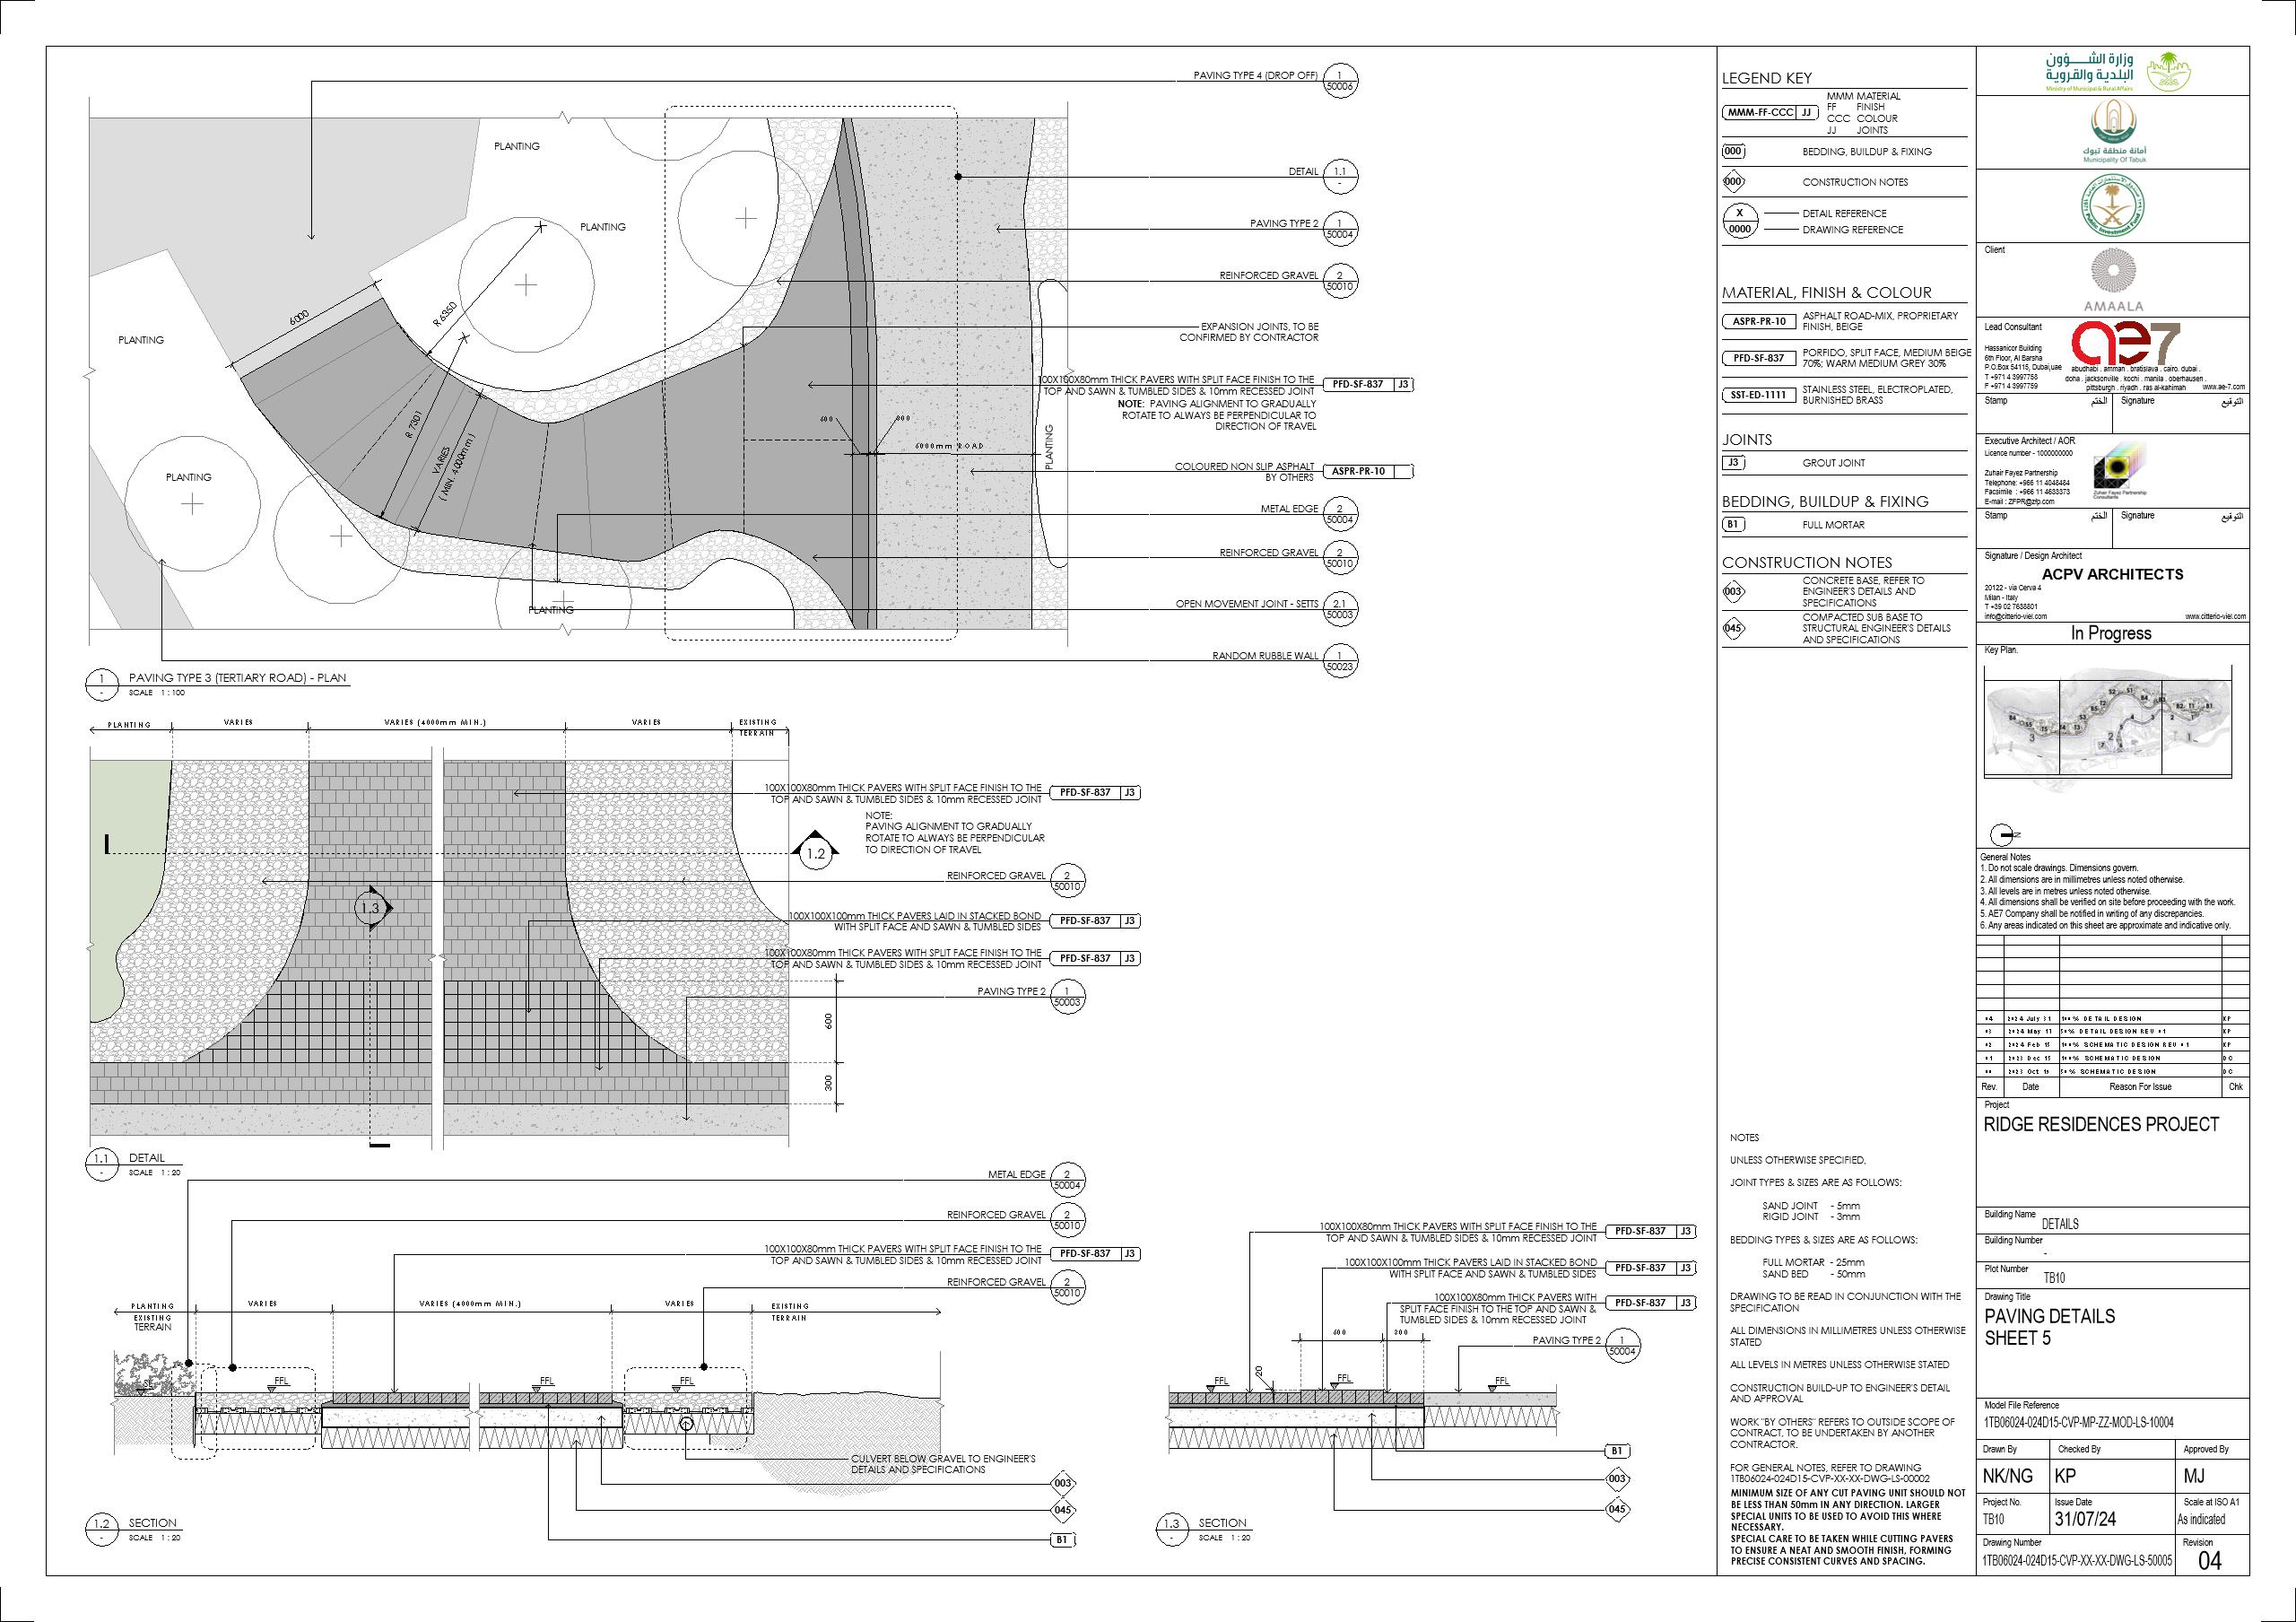 PAVING TYPE 4 (DROP OFF) 1 50006
PLANTING
PLANTING
PLANTING
PLANTING
PLANTING
PLANTING
6000
R 6350
R 7301
VARIES
( MIN. 4000mm )
600
300
6000mm ROAD
DETAIL 1.1 -
PAVING TYPE 2 1 50004
REINFORCED GRAVEL 2 50010
EXPANSION JOINTS, TO BE
CONFIRMED BY CONTRACTOR
100X100X80mm THICK PAVERS WITH SPLIT FACE FINISH TO THE
TOP AND SAWN & TUMBLED SIDES & 10mm RECESSED JOINT
PFD-SF-837 J3
NOTE: PAVING ALIGNMENT TO GRADUALLY
ROTATE TO ALWAYS BE PERPENDICULAR TO
DIRECTION OF TRAVEL
COLOURED NON SLIP ASPHALT
BY OTHERS
ASPR-PR-10
METAL EDGE 2 50004
REINFORCED GRAVEL 2 50010
OPEN MOVEMENT JOINT - SETTS 2.1 50003
RANDOM RUBBLE WALL 1 50023
1 - PAVING TYPE 3 (TERTIARY ROAD) - PLAN
SCALE 1 : 100
PLANTING
VARIES
VARIES (4000mm MIN.)
VARIES
EXISTING
TERRAIN
100X100X80mm THICK PAVERS WITH SPLIT FACE FINISH TO THE
TOP AND SAWN & TUMBLED SIDES & 10mm RECESSED JOINT
PFD-SF-837 J3
NOTE:
PAVING ALIGNMENT TO GRADUALLY
ROTATE TO ALWAYS BE PERPENDICULAR
TO DIRECTION OF TRAVEL
1.2
1.3
REINFORCED GRAVEL 2 50010
100X100X100mm THICK PAVERS LAID IN STACKED BOND
WITH SPLIT FACE AND SAWN & TUMBLED SIDES
PFD-SF-837 J3
100X100X80mm THICK PAVERS WITH SPLIT FACE FINISH TO THE
TOP AND SAWN & TUMBLED SIDES & 10mm RECESSED JOINT
PFD-SF-837 J3
PAVING TYPE 2 1 50003
600
300
1.1 - DETAIL
SCALE 1 : 20
METAL EDGE 2 50004
REINFORCED GRAVEL 2 50010
100X100X80mm THICK PAVERS WITH SPLIT FACE FINISH TO THE
TOP AND SAWN & TUMBLED SIDES & 10mm RECESSED JOINT
PFD-SF-837 J3
REINFORCED GRAVEL 2 50010
PLANTING
EXISTING
TERRAIN
VARIES
VARIES (4000mm MIN.)
VARIES
EXISTING
TERRAIN
FFL
FFL
FFL
CULVERT BELOW GRAVEL TO ENGINEER'S
DETAILS AND SPECIFICATIONS
003
045
B1
1.2 - SECTION
SCALE 1 : 20
100X100X80mm THICK PAVERS WITH SPLIT FACE FINISH TO THE
TOP AND SAWN & TUMBLED SIDES & 10mm RECESSED JOINT
PFD-SF-837 J3
100X100X100mm THICK PAVERS LAID IN STACKED BOND
WITH SPLIT FACE AND SAWN & TUMBLED SIDES
PFD-SF-837 J3
100X100X80mm THICK PAVERS WITH
SPLIT FACE FINISH TO THE TOP AND SAWN &
TUMBLED SIDES & 10mm RECESSED JOINT
PFD-SF-837 J3
600
300
PAVING TYPE 2 1 50004
20
FFL
FFL
FFL
B1
003
045
1.3 - SECTION
SCALE 1 : 20
LEGEND KEY
MMM-FF-CCC JJ
MMM MATERIAL
FF FINISH
CCC COLOUR
JJ JOINTS
000 BEDDING, BUILDUP & FIXING
000 CONSTRUCTION NOTES
X DETAIL REFERENCE
0000 DRAWING REFERENCE
MATERIAL, FINISH & COLOUR
ASPR-PR-10 ASPHALT ROAD-MIX, PROPRIETARY
FINISH, BEIGE
PFD-SF-837 PORFIDO, SPLIT FACE, MEDIUM BEIGE
70%; WARM MEDIUM GREY 30%
SST-ED-1111 STAINLESS STEEL, ELECTROPLATED,
BURNISHED BRASS
JOINTS
J3 GROUT JOINT
BEDDING, BUILDUP & FIXING
B1 FULL MORTAR
CONSTRUCTION NOTES
003 CONCRETE BASE, REFER TO
ENGINEER'S DETAILS AND
SPECIFICATIONS
045 COMPACTED SUB BASE TO
STRUCTURAL ENGINEER'S DETAILS
AND SPECIFICATIONS
NOTES
UNLESS OTHERWISE SPECIFIED,
JOINT TYPES & SIZES ARE AS FOLLOWS:
SAND JOINT - 5mm
RIGID JOINT - 3mm
BEDDING TYPES & SIZES ARE AS FOLLOWS:
FULL MORTAR - 25mm
SAND BED - 50mm
DRAWING TO BE READ IN CONJUNCTION WITH THE
SPECIFICATION
ALL DIMENSIONS IN MILLIMETRES UNLESS OTHERWISE
STATED
ALL LEVELS IN METRES UNLESS OTHERWISE STATED
CONSTRUCTION BUILD-UP TO ENGINEER'S DETAIL
AND APPROVAL
WORK "BY OTHERS" REFERS TO OUTSIDE SCOPE OF
CONTRACT, TO BE UNDERTAKEN BY ANOTHER
CONTRACTOR.
FOR GENERAL NOTES, REFER TO DRAWING
1TB06024-024D15-CVP-XX-XX-DWG-LS-00002
MINIMUM SIZE OF ANY CUT PAVING UNIT SHOULD NOT
BE LESS THAN 50mm IN ANY DIRECTION. LARGER
SPECIAL UNITS TO BE USED TO AVOID THIS WHERE
NECESSARY.
SPECIAL CARE TO BE TAKEN WHILE CUTTING PAVERS
TO ENSURE A NEAT AND SMOOTH FINISH, FORMING
PRECISE CONSISTENT CURVES AND SPACING.
وزارة الشـــؤون
البلدية والقروية
Ministry of Municipal & Rural Affairs
أمانة منطقة تبوك
Municipality Of Tabuk
Public Investment Fund
Client
AMAALA
Lead Consultant
ae7
Hassanicor Building
6th Floor, Al Barsha
P.O.Box 54115, Dubai,uae
T +971 4 3997758
F +971 4 3997759
abudhabi . amman . bratislava . cairo. dubai .
doha . jacksonville . kochi . manila . oberhausen .
pittsburgh . riyadh . ras al-kahimah
www.ae-7.com
Stamp الختم Signature التوقيع
Executive Architect / AOR
Licence number - 1000000000
Zuhair Fayez Partnership
Telephone: +966 11 4048484
Facsimile : +966 11 4633373
E-mail : ZFPR@zfp.com
Zuhair Fayez Partnership
Consultants
Stamp الختم Signature التوقيع
Signature / Design Architect
ACPV ARCHITECTS
20122 - via Cerva 4
Milan - Italy
T +39 02 7638801
info@citterio-viel.com www.citterio-viel.com
In Progress
Key Plan.
N
General Notes
1. Do not scale drawings. Dimensions govern.
2. All dimensions are in millimetres unless noted otherwise.
3. All levels are in metres unless noted otherwise.
4. All dimensions shall be verified on site before proceeding with the work.
5. AE7 Company shall be notified in writing of any discrepancies.
6. Any areas indicated on this sheet are approximate and indicative only.
04 2024 July 31 100% DETAIL DESIGN KP
03 2024 May 17 50% DETAIL DESIGN REV 01 KP
02 2024 Feb 15 100% SCHEMATIC DESIGN REV 01 KP
01 2023 Dec 15 100% SCHEMATIC DESIGN DC
00 2023 Oct 19 50% SCHEMATIC DESIGN DC
Rev. Date Reason For Issue Chk
Project
RIDGE RESIDENCES PROJECT
Building Name
DETAILS
Building Number
-
Plot Number
TB10
Drawing Title
PAVING DETAILS
SHEET 5
Model File Reference
1TB06024-024D15-CVP-MP-ZZ-MOD-LS-10004
Drawn By Checked By Approved By
NK/NG KP MJ
Project No. Issue Date Scale at ISO A1
TB10 31/07/24 As indicated
Drawing Number Revision
1TB06024-024D15-CVP-XX-XX-DWG-LS-50005 04